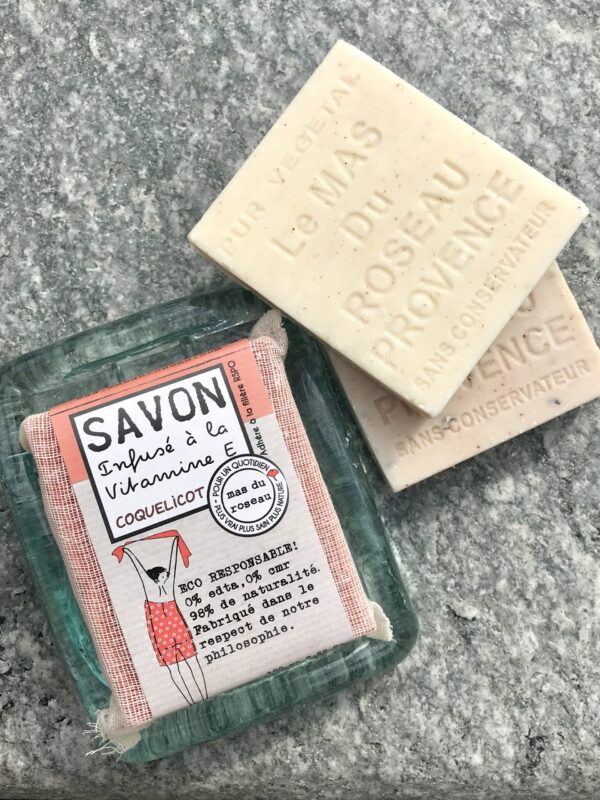 PUR VEGETAL
Le MAS
Du
ROSEAU
PROVENCE
SANS CONSERVATEUR
U
PROVENCE
SANS CONSERVATEUR
SAVON
Infusé à la
Vitamine E
COQUELICOT
Adhère à la filière RSPO
POUR UN QUOTIDIEN
mas du
roseau
PLUS VRAI PLUS SAIN PLUS NATURE
ECO RESPONSABLE!
0% edta, 0% cmr
98% de naturalité.
Fabriqué dans le
respect de notre
philosophie.